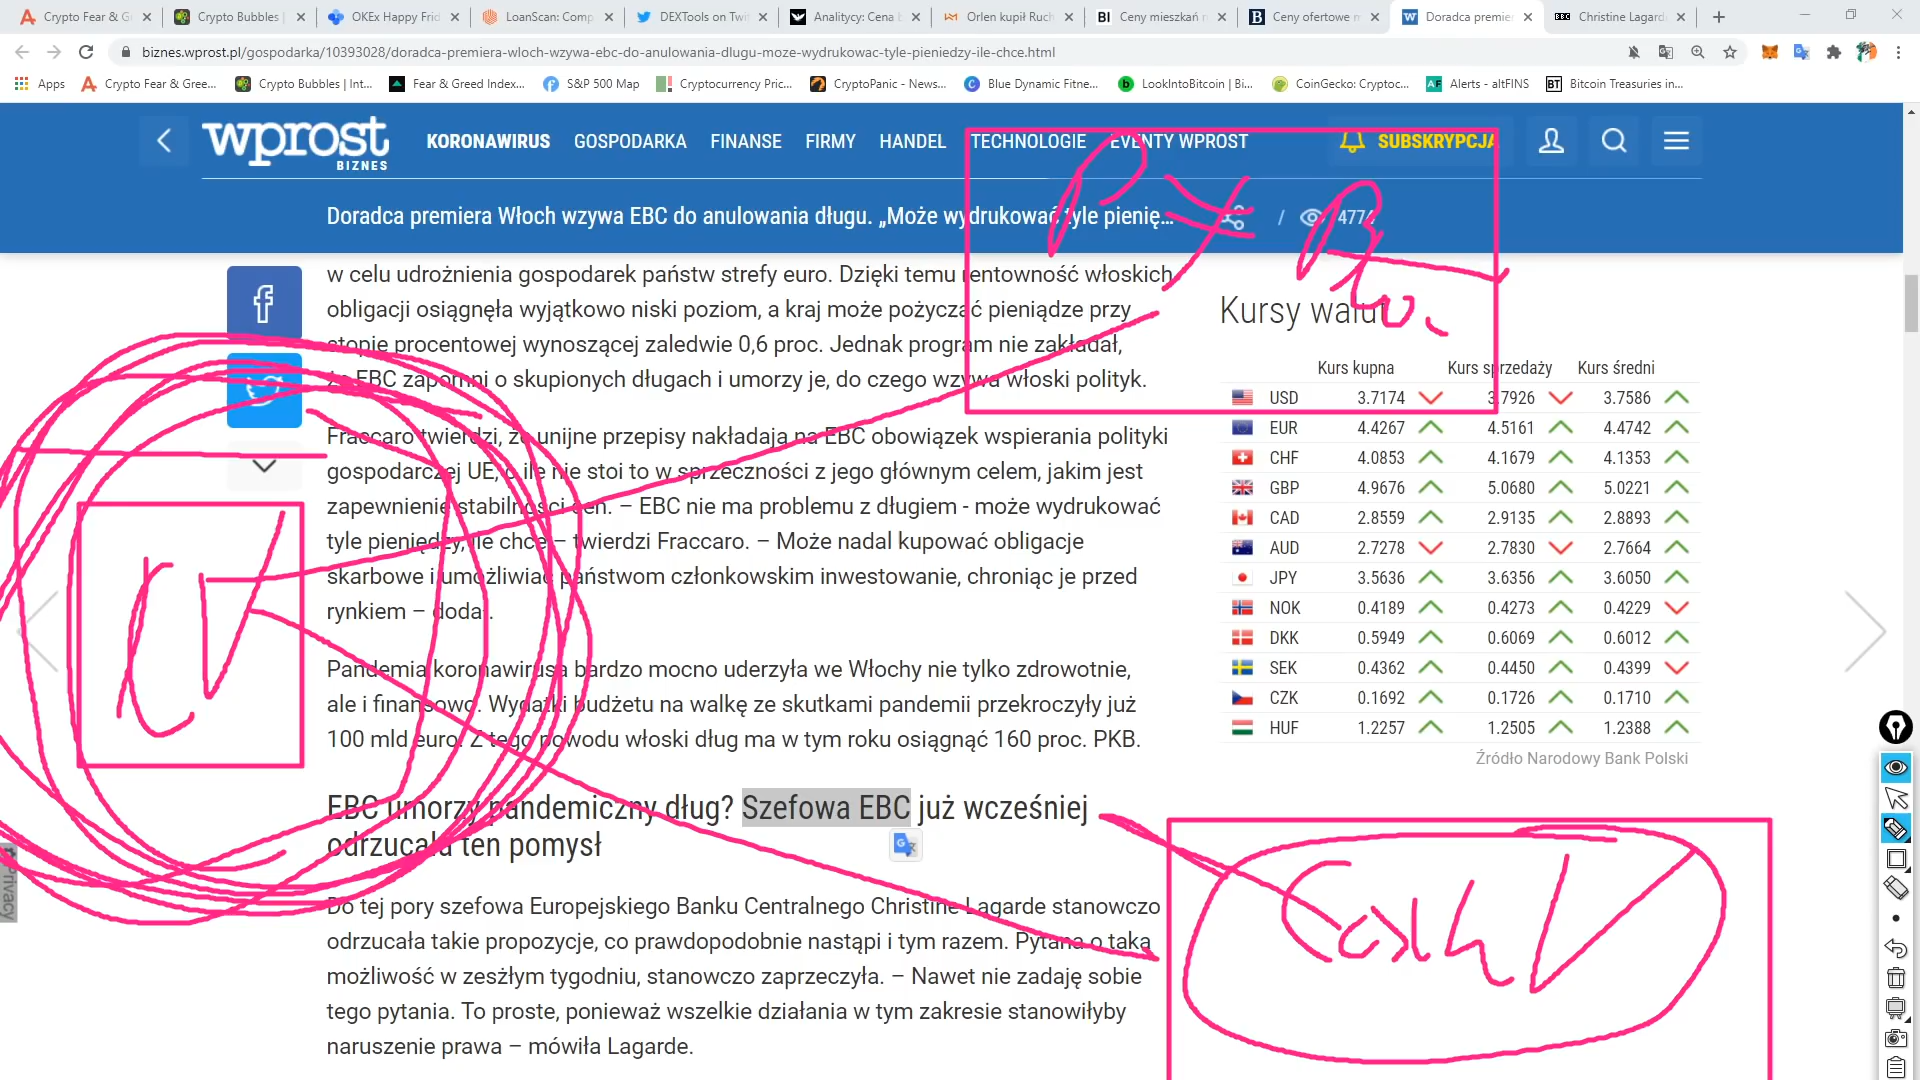 Crypto Fear & G
Crypto Bubbles |
OKEx Happy Frid
LoanScan: Comp
DEXTools on Twi
Analitycy: Cena b
Orlen kupił Ruch
Ceny mieszkań n
Ceny ofertowe m
Doradca premier
Christine Lagard
biznes.wprost.pl/gospodarka/10393028/doradca-premiera-wloch-wzywa-ebc-do-anulowania-dlugu-moze-wydrukowac-tyle-pieniedzy-ile-chce.html
Apps
Crypto Fear & Gree...
Crypto Bubbles | Int...
Fear & Greed Index...
S&P 500 Map
Cryptocurrency Pric...
CryptoPanic - News...
Blue Dynamic Fitne...
LookIntoBitcoin | Bi...
CoinGecko: Cryptoc...
Alerts - altFINS
Bitcoin Treasuries in...
wprost
BIZNES
KORONAWIRUS GOSPODARKA FINANSE FIRMY HANDEL TECHNOLOGIE EVENTY WPROST
SUBSKRYPCJA
Doradca premiera Włoch wzywa EBC do anulowania długu. „Może wydrukować tyle pienię...
/ 4774
w celu udrożnienia gospodarek państw strefy euro. Dzięki temu rentowność włoskich
obligacji osiągnęła wyjątkowo niski poziom, a kraj może pożyczać pieniądze przy
stopie procentowej wynoszącej zaledwie 0,6 proc. Jednak program nie zakładał,
że EBC zapomni o skupionych długach i umorzy je, do czego wzywa włoski polityk.
Fraccaro twierdzi, że unijne przepisy nakładają na EBC obowiązek wspierania polityki
gospodarczej UE, o ile nie stoi to w sprzeczności z jego głównym celem, jakim jest
zapewnienie stabilności cen. – EBC nie ma problemu z długiem - może wydrukować
tyle pieniędzy, ile chce – twierdzi Fraccaro. – Może nadal kupować obligacje
skarbowe i umożliwiać państwom członkowskim inwestowanie, chroniąc je przed
rynkiem – dodał.
Pandemia koronawirusa bardzo mocno uderzyła we Włochy nie tylko zdrowotnie,
ale i finansowo. Wydatki budżetu na walkę ze skutkami pandemii przekroczyły już
100 mld euro. Z tego powodu włoski dług ma w tym roku osiągnąć 160 proc. PKB.
EBC umorzy pandemiczny dług? Szefowa EBC już wcześniej
odrzucała ten pomysł
Do tej pory szefowa Europejskiego Banku Centralnego Christine Lagarde stanowczo
odrzucała takie propozycje, co prawdopodobnie nastąpi i tym razem. Pytana o taką
możliwość w zeszłym tygodniu, stanowczo zaprzeczyła. – Nawet nie zadaję sobie
tego pytania. To proste, ponieważ wszelkie działania w tym zakresie stanowiłyby
naruszenie prawa – mówiła Lagarde.
Kursy walut
Kurs kupna Kurs sprzedaży Kurs średni
USD 3.7174 3.7926 3.7586
EUR 4.4267 4.5161 4.4742
CHF 4.0853 4.1679 4.1353
GBP 4.9676 5.0680 5.0221
CAD 2.8559 2.9135 2.8893
AUD 2.7278 2.7830 2.7664
JPY 3.5636 3.6356 3.6050
NOK 0.4189 0.4273 0.4229
DKK 0.5949 0.6069 0.6012
SEK 0.4362 0.4450 0.4399
CZK 0.1692 0.1726 0.1710
HUF 1.2257 1.2505 1.2388
Źródło Narodowy Bank Polski
Privacy